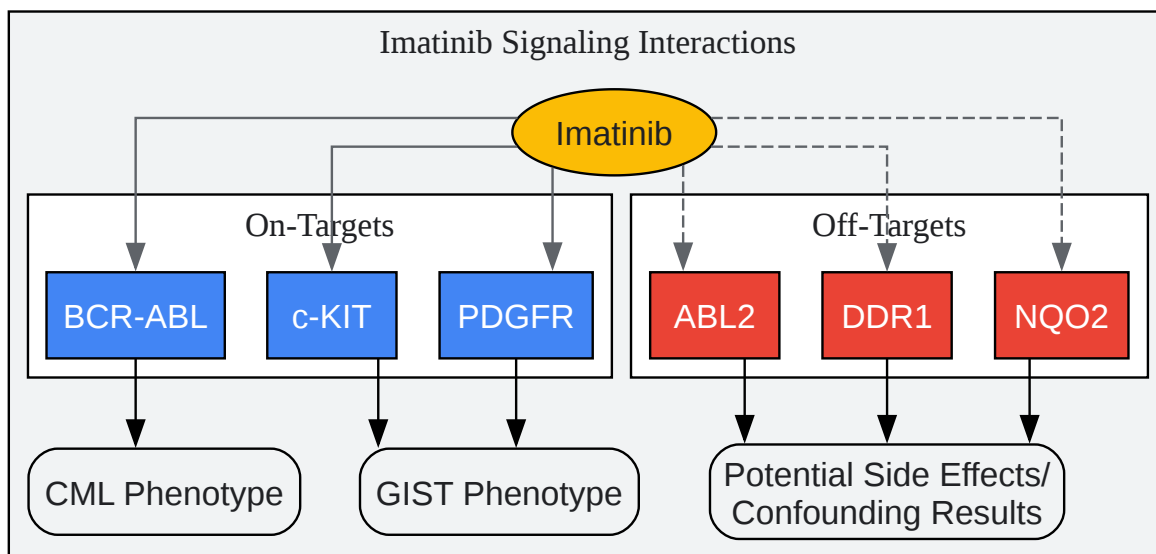 Imatinib Signaling Interactions
Imatinib
On-Targets
Off-Targets
BCR-ABL
c-KIT
PDGFR
ABL2
DDR1
NQO2
CML Phenotype
GIST Phenotype
Potential Side Effects/
Confounding Results